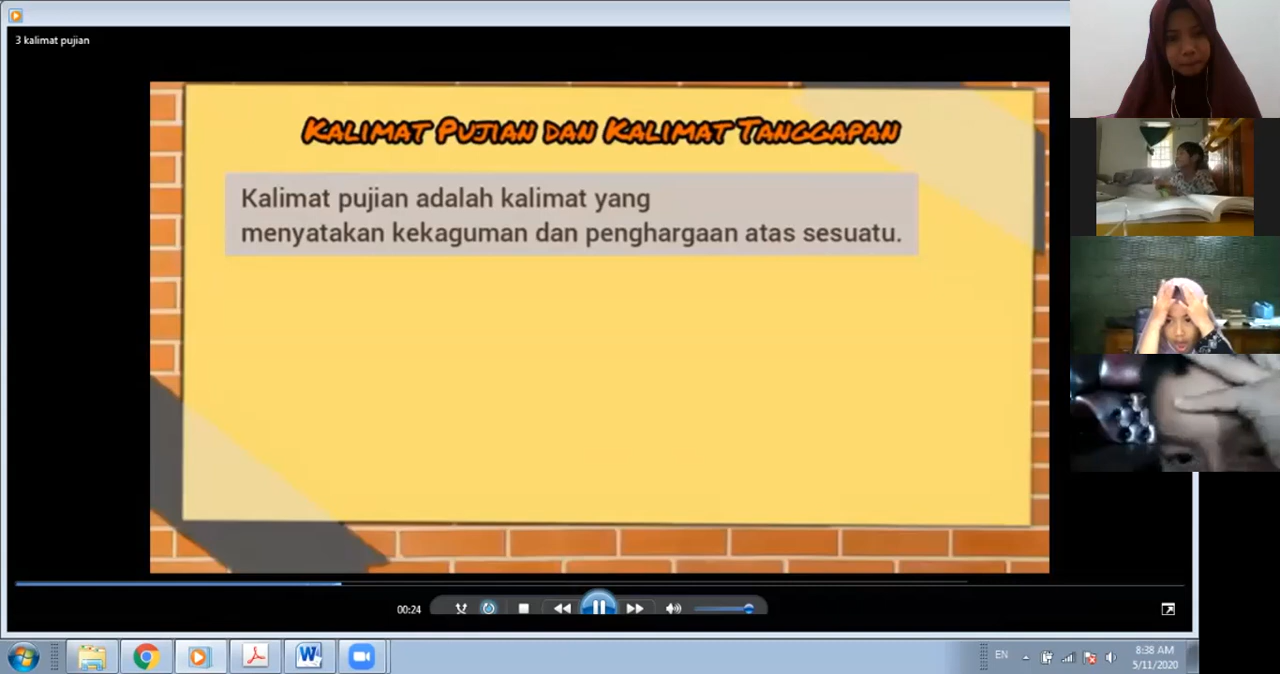 3 kalimat pujian
KALIMAT PUJIAN DAN KALIMAT TANGGAPAN
Kalimat pujian adalah kalimat yang
menyatakan kekaguman dan penghargaan atas sesuatu.
00:24
EN
8:38 AM
5/11/2020